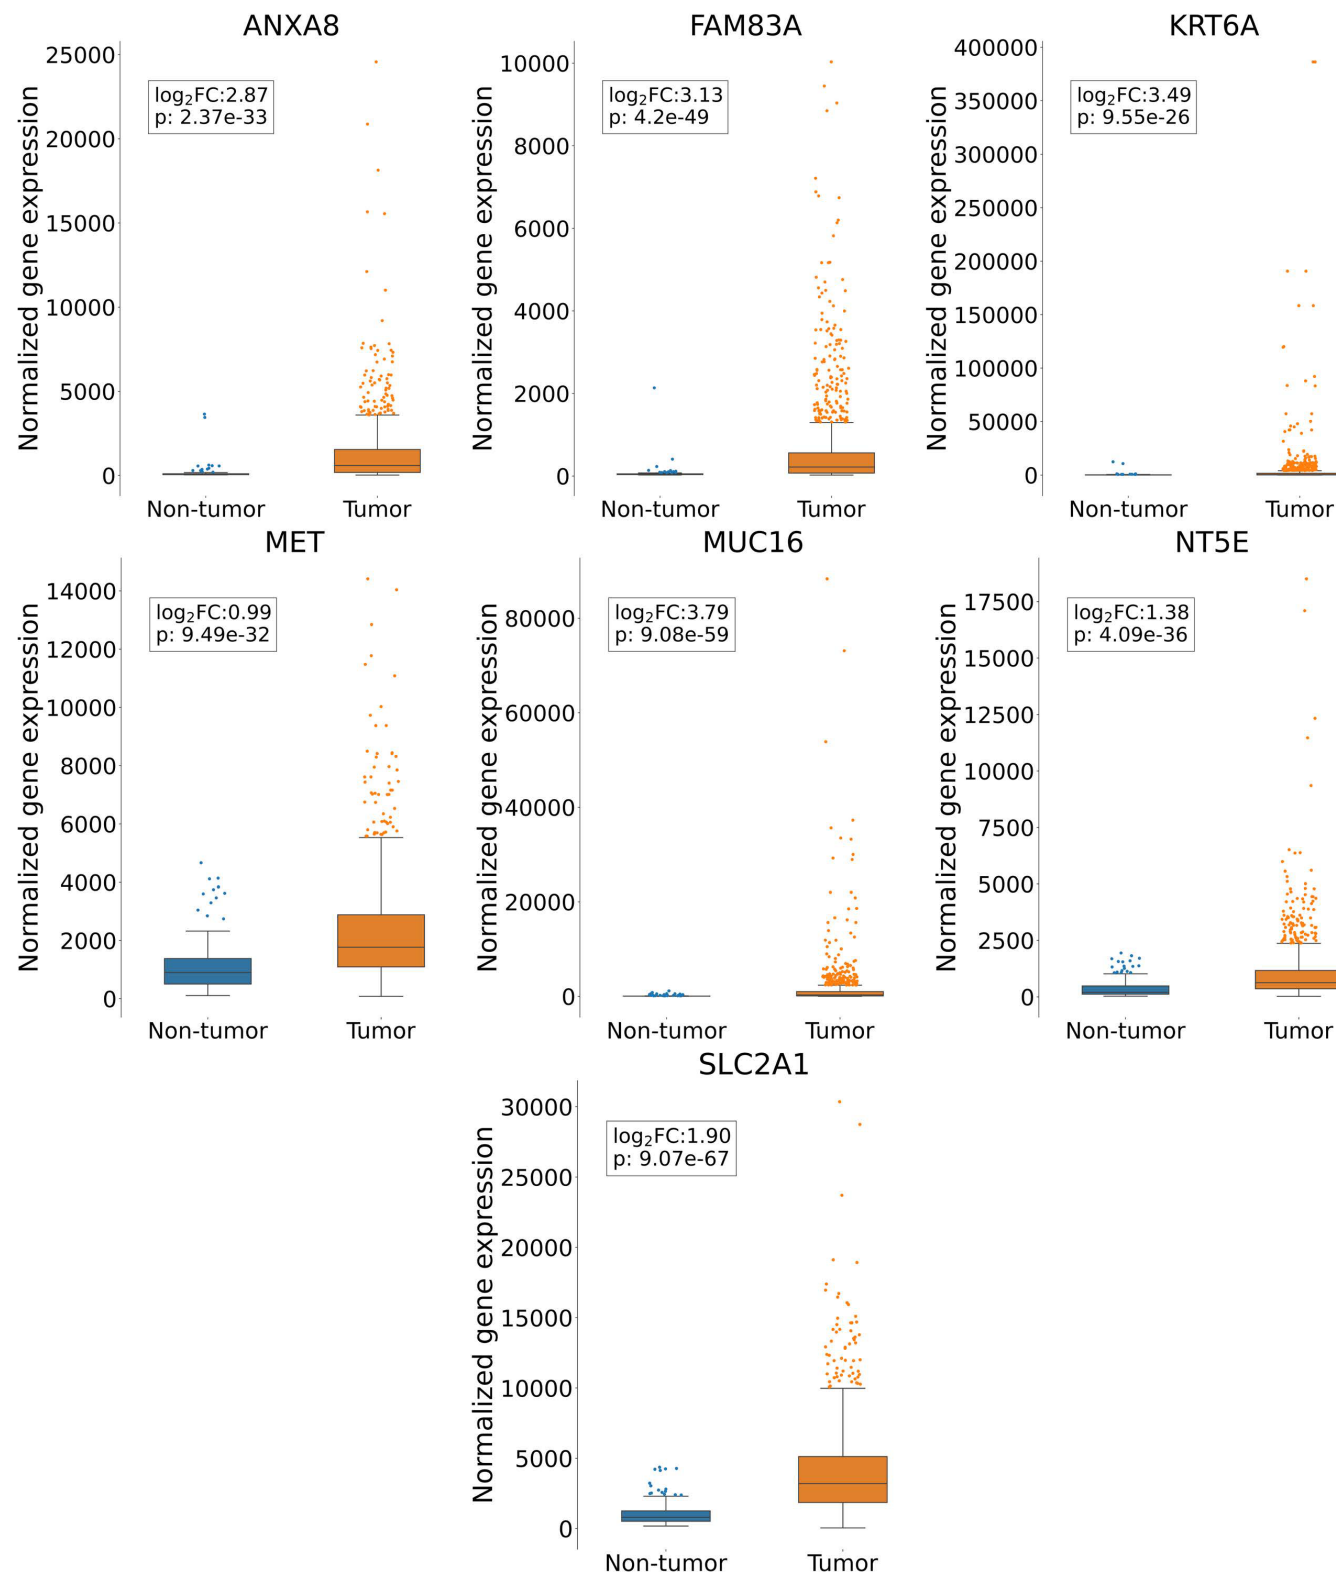 ANXA8
Normalized gene expression
25000
20000
15000
10000
5000
0
log₂FC:2.87
p: 2.37e-33
Non-tumor Tumor
FAM83A
Normalized gene expression
10000
8000
6000
4000
2000
0
log₂FC:3.13
p: 4.2e-49
Non-tumor Tumor
KRT6A
Normalized gene expression
400000
350000
300000
250000
200000
150000
100000
50000
0
log₂FC:3.49
p: 9.55e-26
Non-tumor Tumor
MET
Normalized gene expression
14000
12000
10000
8000
6000
4000
2000
0
log₂FC:0.99
p: 9.49e-32
Non-tumor Tumor
MUC16
Normalized gene expression
80000
60000
40000
20000
0
log₂FC:3.79
p: 9.08e-59
Non-tumor Tumor
NT5E
Normalized gene expression
17500
15000
12500
10000
7500
5000
2500
0
log₂FC:1.38
p: 4.09e-36
Non-tumor Tumor
SLC2A1
Normalized gene expression
30000
25000
20000
15000
10000
5000
0
log₂FC:1.90
p: 9.07e-67
Non-tumor Tumor